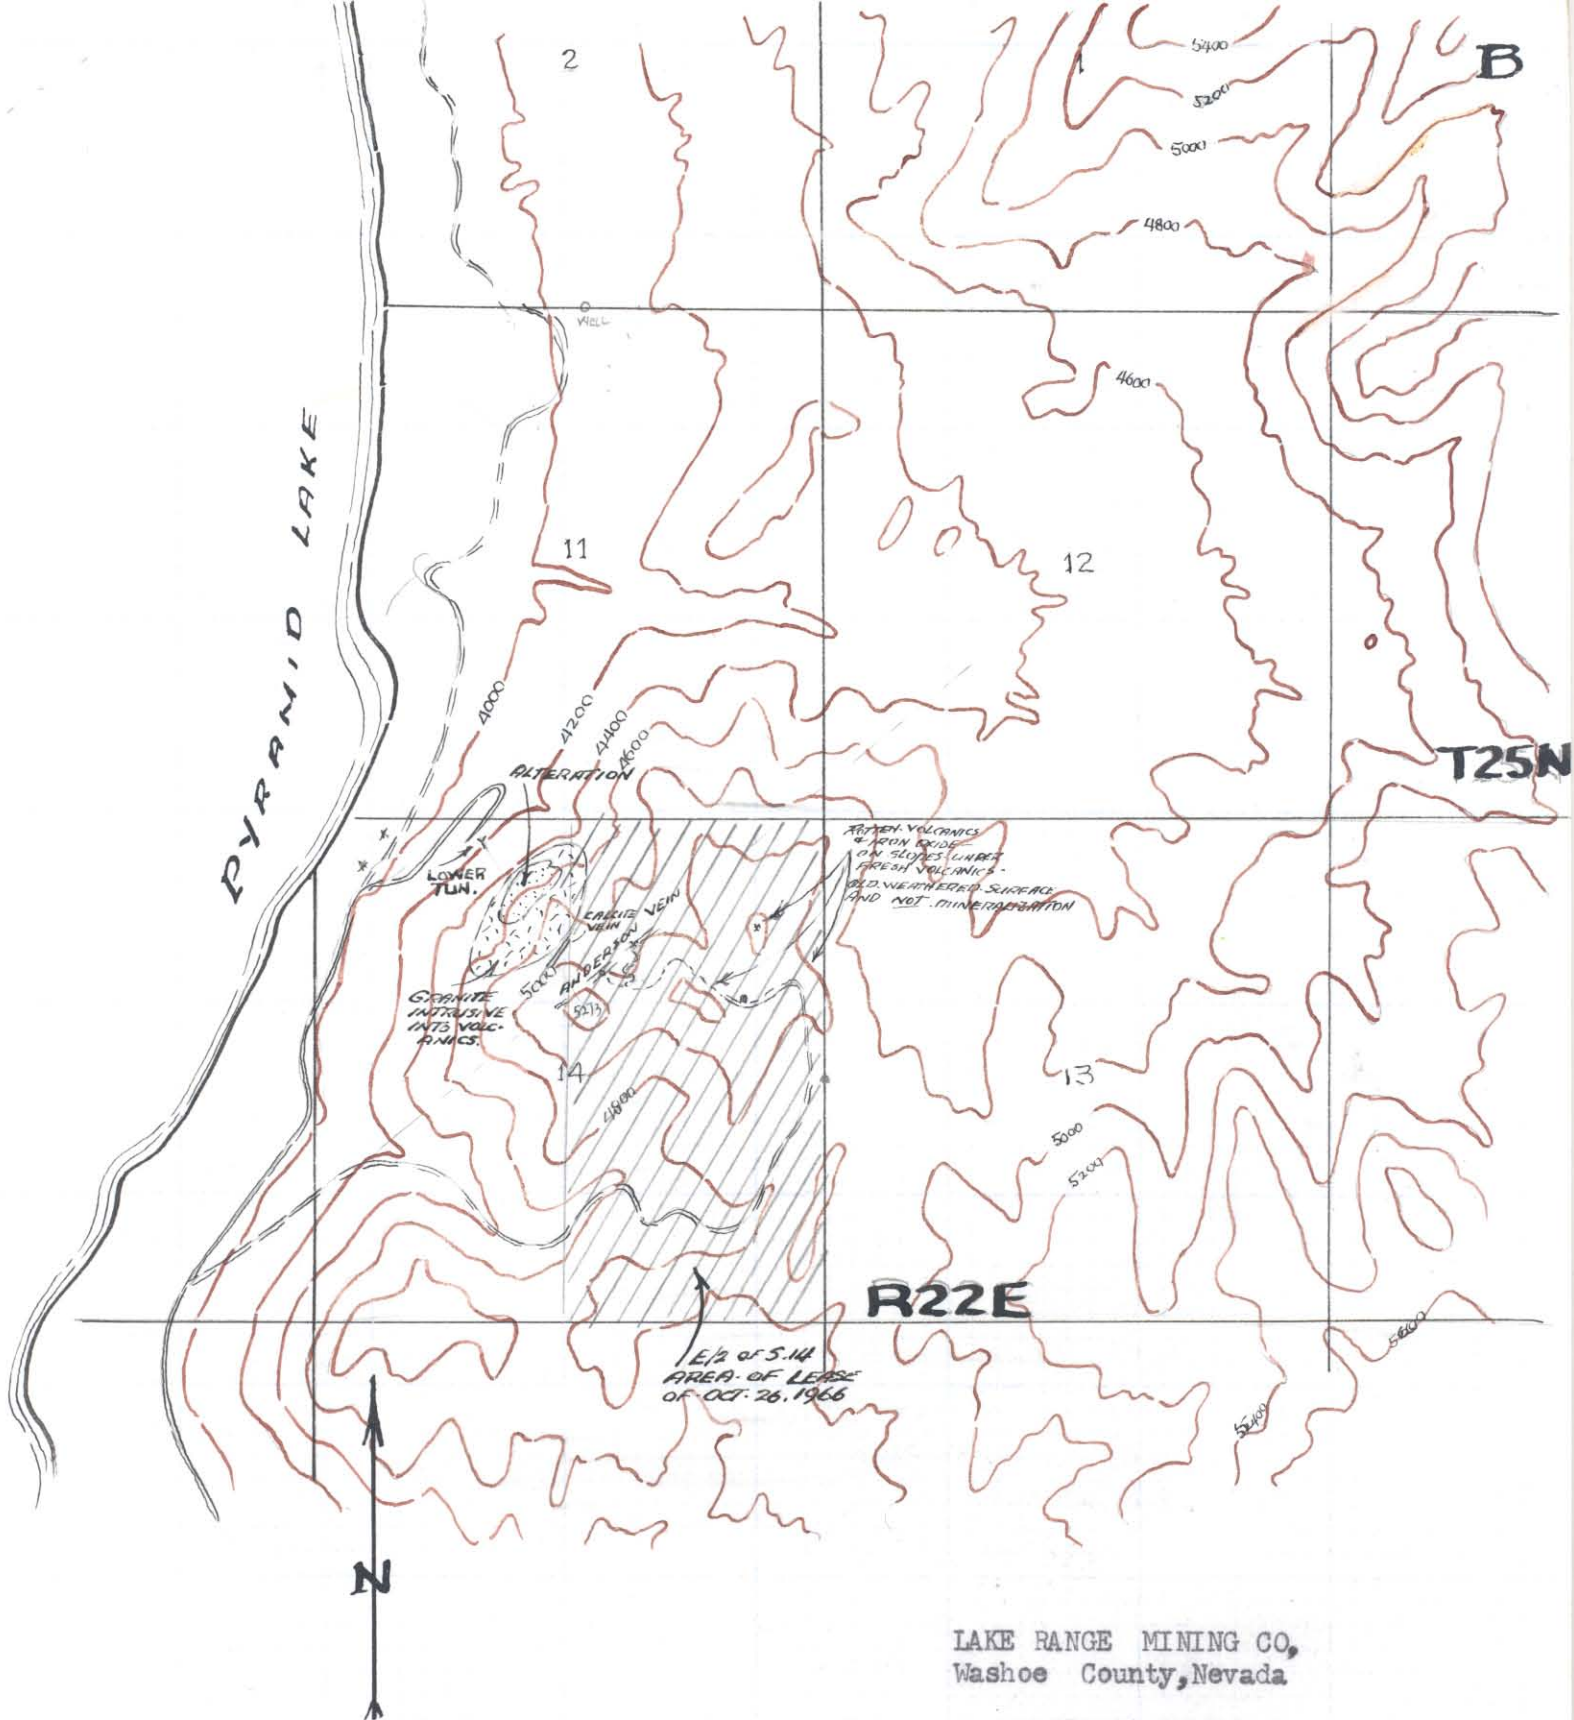 2
1
5400
B
5200
5000
4800
WELL
4600
PYRAMID LAKE
11
12
4000
4200
4400
4600
T25N
ALTERATION
ROTTEN VOLCANICS
& IRON OXIDE
ON SLOPES UNDER
FRESH VOLCANICS -
OLD WEATHERED SURFACE
AND NOT MINERALIZATION
LOWER
TUN.
CALCITE
VEIN
ANDERSON VEIN
5000
5213
GRANITE
INTRUSIVE
INTO VOLC-
ANICS.
14
13
4800
5000
5200
R22E
5600
E/2 OF S.14
AREA OF LEASE
OF OCT. 26. 1966
5400
N
LAKE RANGE MINING CO,
Washoe County,Nevada